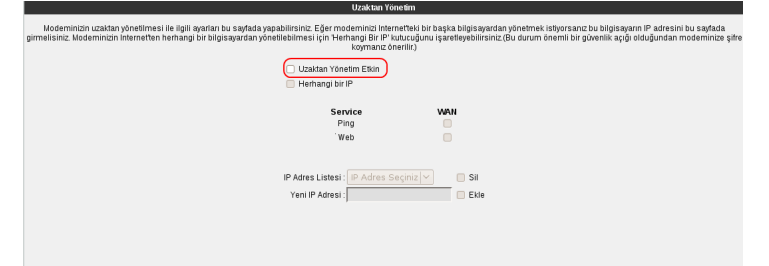 Uzaktan Yönetim
Modeminizin uzaktan yönetilmesi ile ilgili ayarları bu sayfada yapabilirsiniz. Eğer modeminizi Internet'teki bir başka bilgisayardan yönetmek istiyorsanız bu bilgisayarın IP adresini bu sayfada
girmelisiniz. Modeminizin Internet'ten herhangi bir bilgisayardan yönetilebilmesi için 'Herhangi Bir IP' kutucuğunu işaretleyebilirsiniz.(Bu durum önemli bir güvenlik açığı olduğundan modeminize şifre
koymanız önerilir.)
Uzaktan Yönetim Etkin
Herhangi bir IP
Service WAN
Ping
Web
IP Adres Listesi : IP Adres Seçiniz Sil
Yeni IP Adresi : Ekle